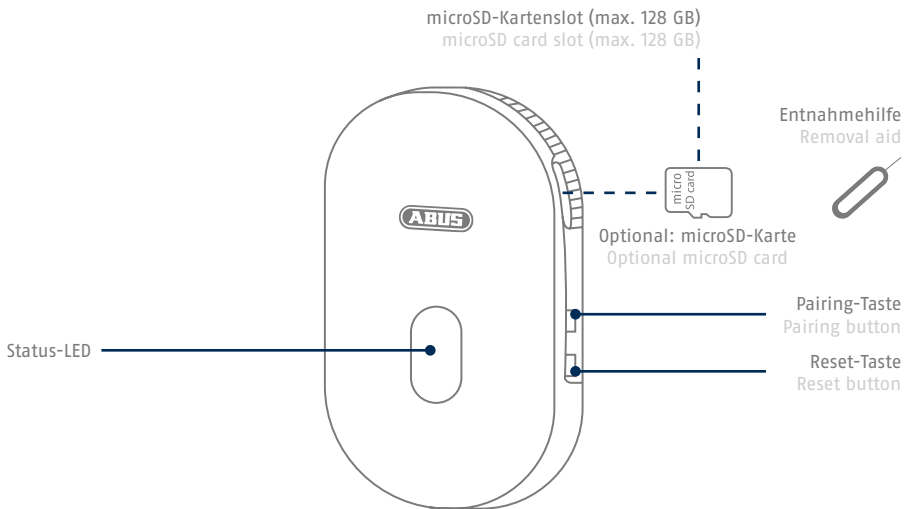 microSD-Kartenslot (max. 128 GB)
microSD card slot (max. 128 GB)
Entnahmehilfe
Removal aid
micro
SD card
ABUS
Optional: microSD-Karte
Optional microSD card
Pairing-Taste
Pairing button
Status-LED
Reset-Taste
Reset button